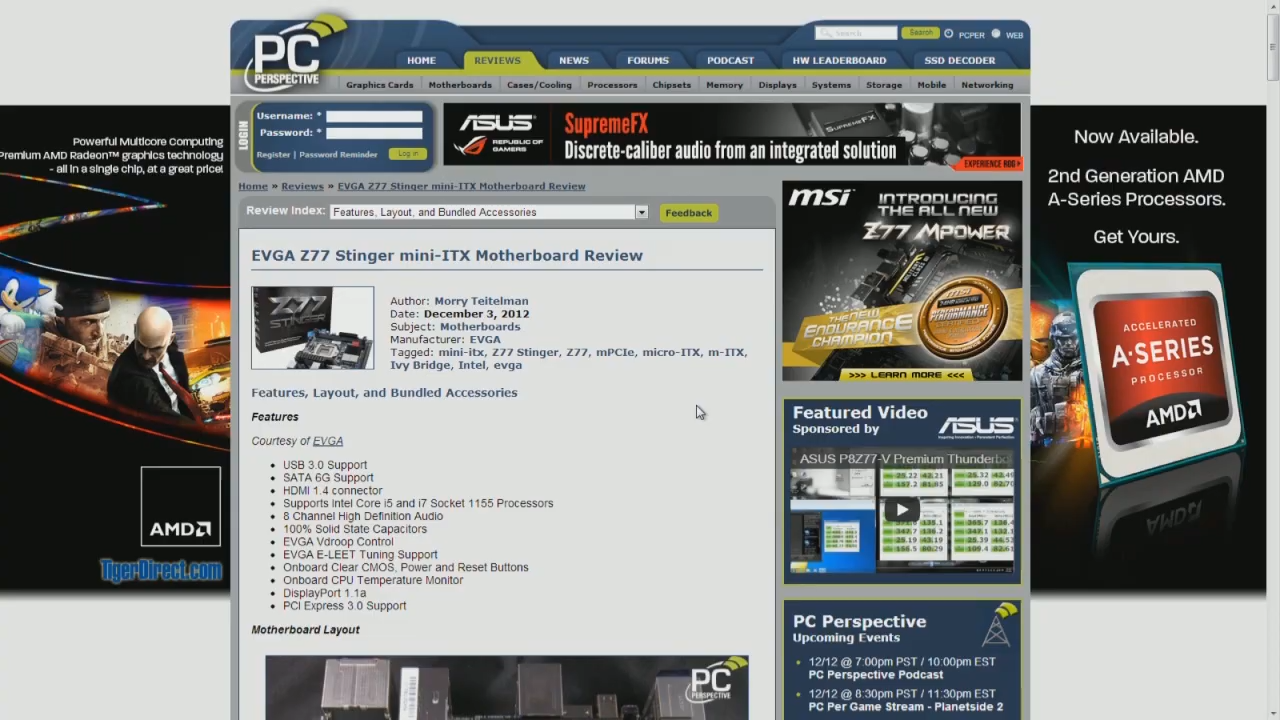 PC
PERSPECTIVE
Search
Search
PCPER
WEB
HOME
REVIEWS
NEWS
FORUMS
PODCAST
HW LEADERBOARD
SSD DECODER
Graphics Cards
Motherboards
Cases/Cooling
Processors
Chipsets
Memory
Displays
Systems
Storage
Mobile
Networking
LOGIN
Username: *
Password: *
Register | Password Reminder
Log in
ASUS
REPUBLIC OF
GAMERS
SupremeFX
Discrete-caliber audio from an integrated solution
SUPREMEFX
EXPERIENCE ROG
Powerful Multicore Computing
Premium AMD Radeon™ graphics technology
- all in a single chip, at a great price!
AMD
TigerDirect.com
Home » Reviews » EVGA Z77 Stinger mini-ITX Motherboard Review
Review Index:
Features, Layout, and Bundled Accessories
Feedback
EVGA Z77 Stinger mini-ITX Motherboard Review
Z77
STINGER
Author: Morry Teitelman
Date: December 3, 2012
Subject: Motherboards
Manufacturer: EVGA
Tagged: mini-itx, Z77 Stinger, Z77, mPCIe, micro-ITX, m-ITX,
Ivy Bridge, Intel, evga
Features, Layout, and Bundled Accessories
Features
Courtesy of EVGA
USB 3.0 Support
SATA 6G Support
HDMI 1.4 connector
Supports Intel Core i5 and i7 Socket 1155 Processors
8 Channel High Definition Audio
100% Solid State Capacitors
EVGA Vdroop Control
EVGA E-LEET Tuning Support
Onboard Clear CMOS, Power and Reset Buttons
Onboard CPU Temperature Monitor
DisplayPort 1.1a
PCI Express 3.0 Support
Motherboard Layout
PC
PERSPECTIVE
msi
INTRODUCING
THE ALL NEW
Z77 MPOWER
THE NEW
ENDURANCE
CHAMPION
PERFORMANCE
>>> LEARN MORE <<<
Featured Video
Sponsored by
ASUS
ASUS P8Z77-V Premium Thunderb
PC Perspective
Upcoming Events
12/12 @ 7:00pm PST / 10:00pm EST
PC Perspective Podcast
12/12 @ 8:30pm PST / 11:30pm EST
PC Per Game Stream - Planetside 2
Now Available.
2nd Generation AMD
A-Series Processors.
Get Yours.
ACCELERATED
A-SERIES
PROCESSOR
AMD